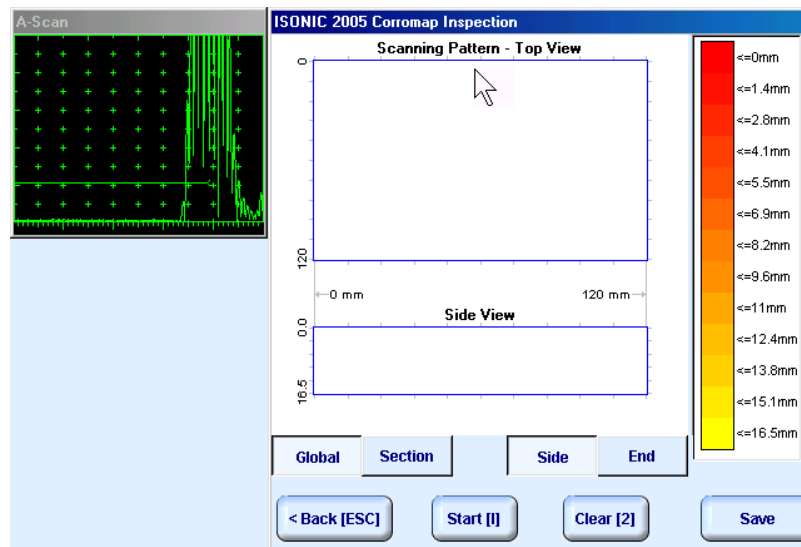 A-Scan
ISONIC 2005 Corromap Inspection
Scanning Pattern - Top View
0
120
0 mm
120 mm
Side View
0.0
16.5
<=0mm
<=1.4mm
<=2.8mm
<=4.1mm
<=5.5mm
<=6.9mm
<=8.2mm
<=9.6mm
<=11mm
<=12.4mm
<=13.8mm
<=15.1mm
<=16.5mm
Global Section Side End
< Back [ESC] Start [I] Clear [2] Save